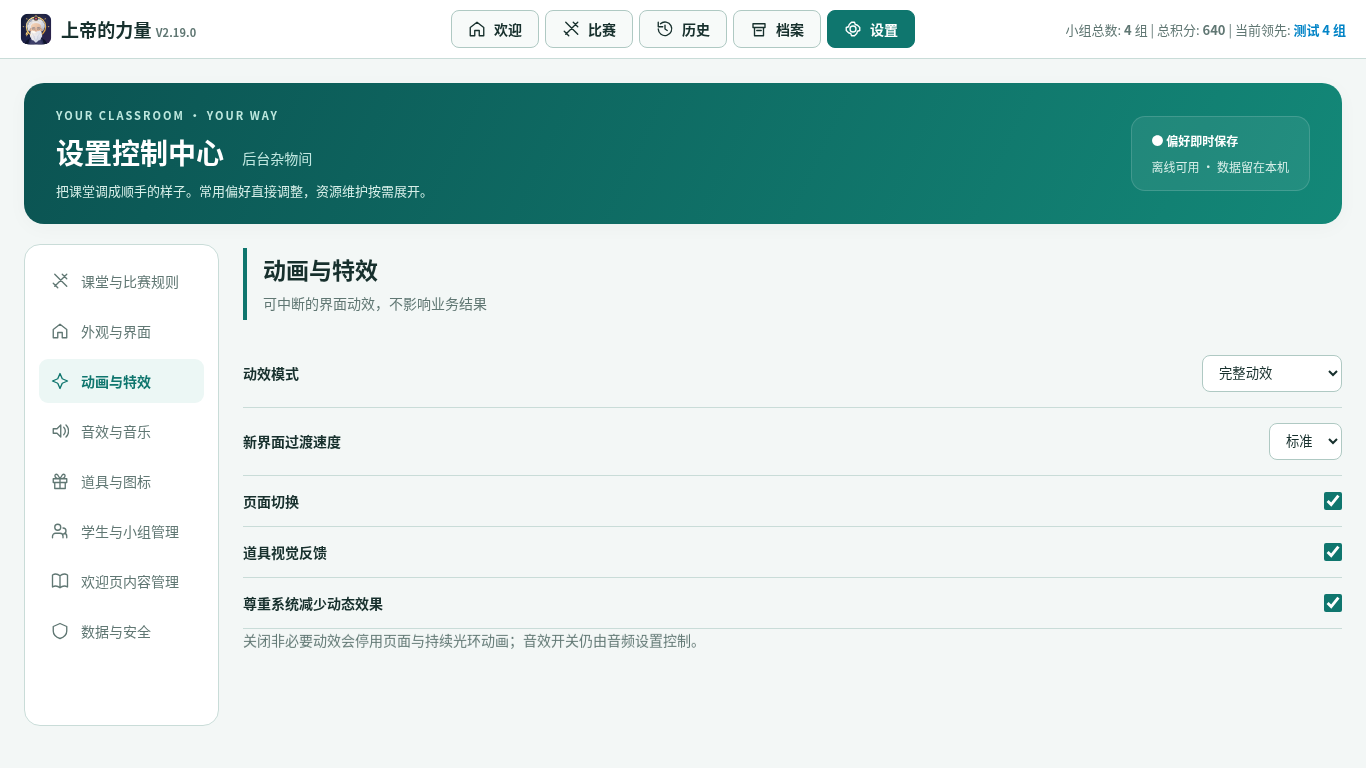 上帝的力量 V2.19.0
欢迎
比赛
历史
档案
设置
小组总数: 4 组 | 总积分: 640 | 当前领先: 测试 4 组
YOUR CLASSROOM · YOUR WAY
设置控制中心 后台杂物间
把课堂调成顺手的样子。常用偏好直接调整，资源维护按需展开。
偏好即时保存
离线可用 · 数据留在本机
课堂与比赛规则
外观与界面
动画与特效
音效与音乐
道具与图标
学生与小组管理
欢迎页内容管理
数据与安全
动画与特效
可中断的界面动效，不影响业务结果
动效模式
完整动效
新界面过渡速度
标准
页面切换
道具视觉反馈
尊重系统减少动态效果
关闭非必要动效会停用页面与持续光环动画；音效开关仍由音频设置控制。